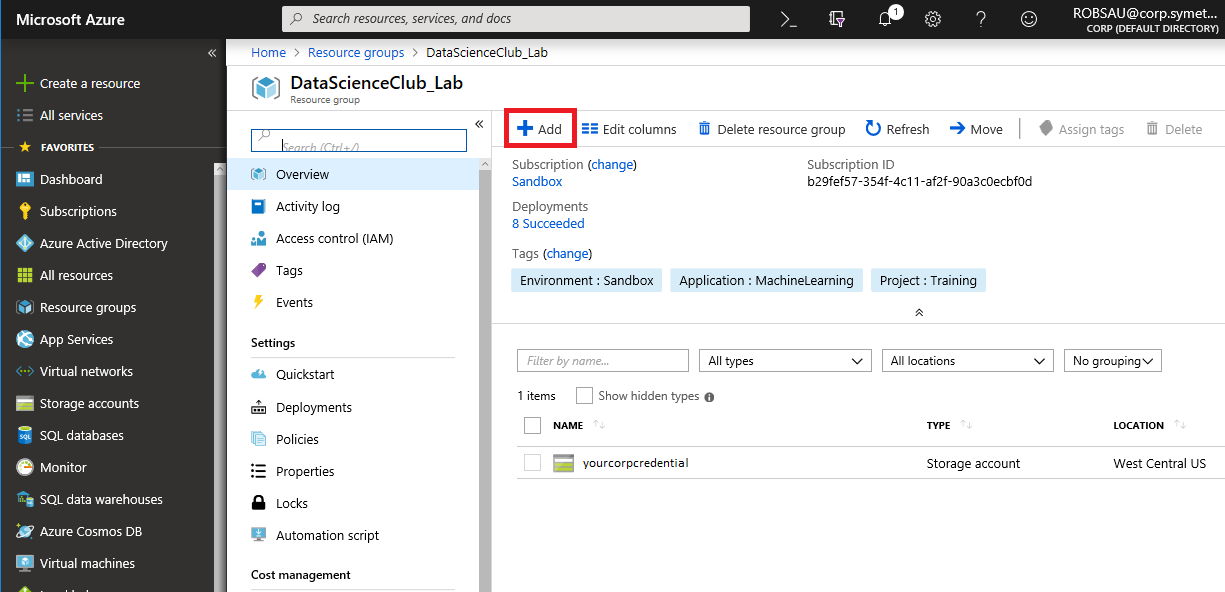 Microsoft Azure
Search resources, services, and docs
1
ROBSAU@corp.symet...
CORP (DEFAULT DIRECTORY)
Create a resource
All services
FAVORITES
Dashboard
Subscriptions
Azure Active Directory
All resources
Resource groups
App Services
Virtual networks
Storage accounts
SQL databases
Monitor
SQL data warehouses
Azure Cosmos DB
Virtual machines
Home > Resource groups > DataScienceClub_Lab
DataScienceClub_Lab
Resource group
Search (Ctrl+/)
Overview
Activity log
Access control (IAM)
Tags
Events
Settings
Quickstart
Deployments
Policies
Properties
Locks
Automation script
Cost management
Add Edit columns Delete resource group Refresh Move Assign tags Delete
Subscription (change)
Sandbox
Subscription ID
b29fef57-354f-4c11-af2f-90a3c0ecbf0d
Deployments
8 Succeeded
Tags (change)
Environment : Sandbox Application : MachineLearning Project : Training
Filter by name... All types All locations No grouping
1 items Show hidden types
NAME TYPE LOCATION
yourcorpcredential Storage account West Central US